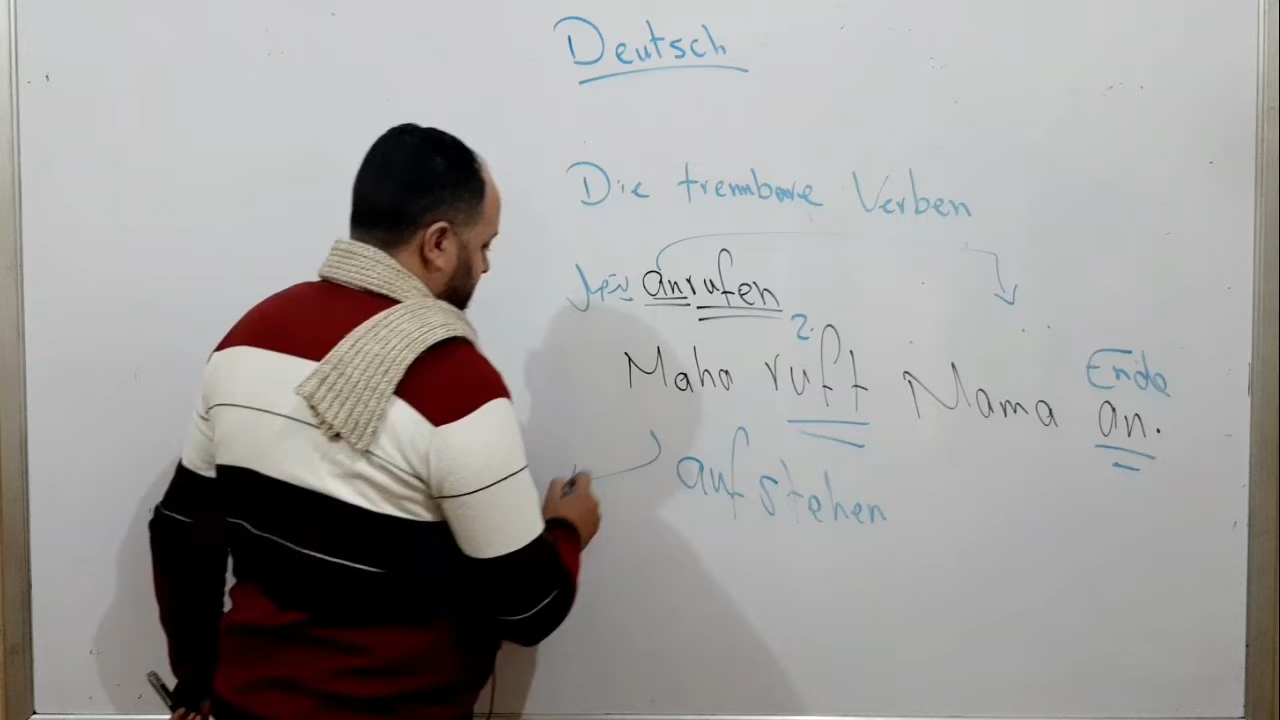 Deutsch
Die trennbare Verben
يتصل anrufen
2.
Ende
Maha ruft Mama an.
aufstehen